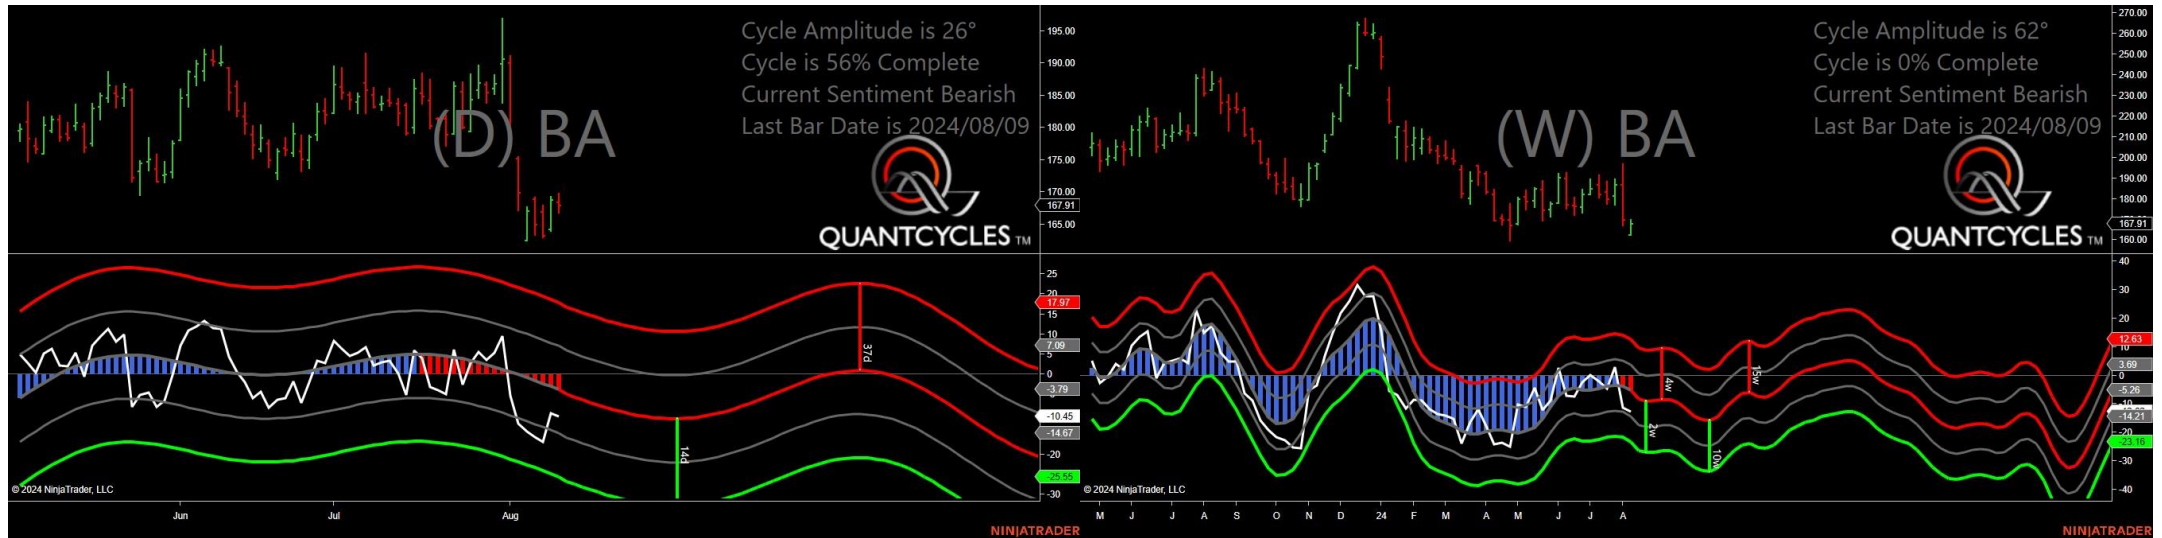 Cycle Amplitude is 26°
Cycle is 56% Complete
Current Sentiment Bearish
Last Bar Date is 2024/08/09
(D) BA
QUANTCYCLES TM
195.00
190.00
185.00
180.00
175.00
170.00
167.91
165.00
25
20
17.97
15
10
7.09
5
0
-3.79
-10.45
-14.67
-20
-25.55
-30
37d
14d
© 2024 NinjaTrader, LLC
Jun Jul Aug
NINJATRADER
Cycle Amplitude is 62°
Cycle is 0% Complete
Current Sentiment Bearish
Last Bar Date is 2024/08/09
(W) BA
QUANTCYCLES TM
270.00
260.00
250.00
240.00
230.00
220.00
210.00
200.00
190.00
180.00
167.91
160.00
40
30
20
12.63
10
3.69
0
-5.26
-10
-14.21
-20
-23.16
-30
-40
4w
15w
2w
10w
© 2024 NinjaTrader, LLC
M J J A S O N D 24 F M A M J J A
NINJATRADER